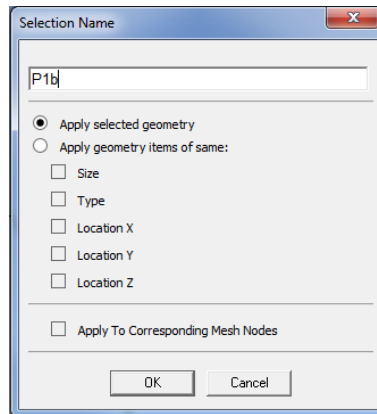 Selection Name
P1b
Apply selected geometry
Apply geometry items of same:
Size
Type
Location X
Location Y
Location Z
Apply To Corresponding Mesh Nodes
OK Cancel